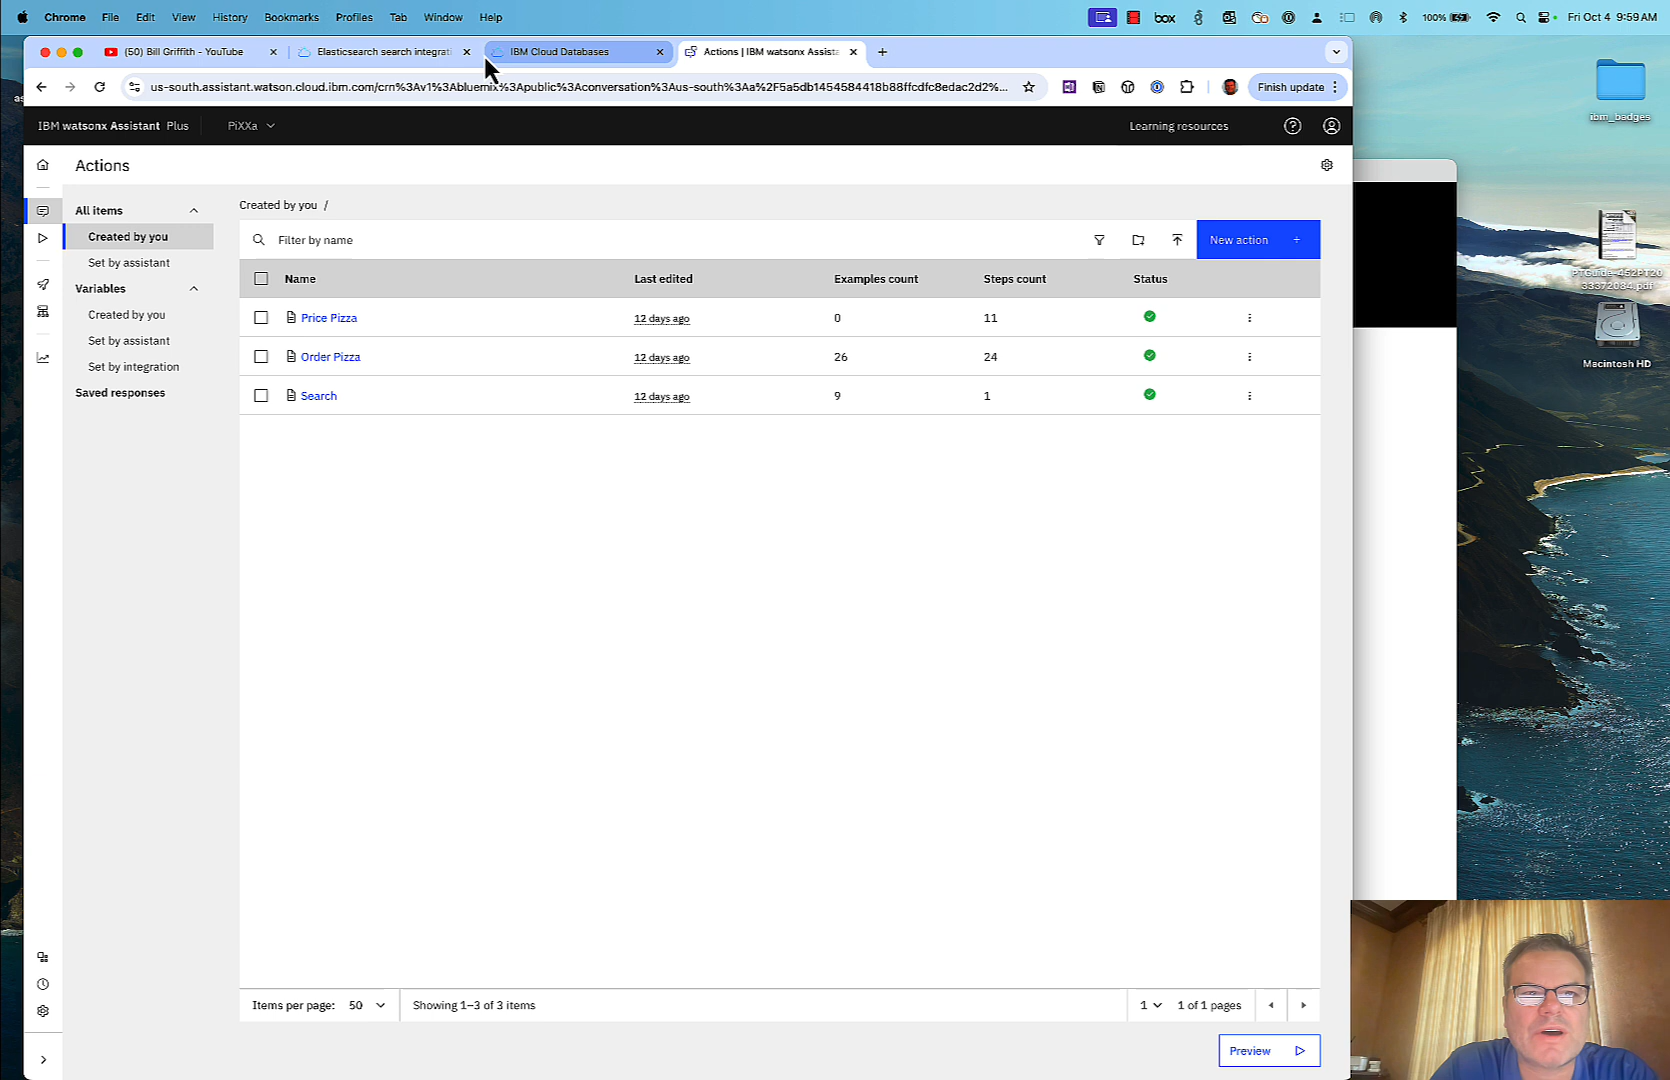 Chrome File Edit View History Bookmarks Profiles Tab Window Help
box 100% Fri Oct 4 9:59 AM
(50) Bill Griffith - YouTube
Elasticsearch search integrati
IBM Cloud Databases
Actions | IBM watsonx Assista
us-south.assistant.watson.cloud.ibm.com/crn%3Av1%3Abluemix%3Apublic%3Aconversation%3Aus-south%3Aa%2F5a5db1454584418b88ffcdfc8edac2d2%...
Finish update
IBM watsonx Assistant Plus
PiXXa
Learning resources
Actions
All items
Created by you
Set by assistant
Variables
Created by you
Set by assistant
Set by integration
Saved responses
Created by you /
Filter by name
New action +
Name Last edited Examples count Steps count Status
Price Pizza 12 days ago 0 11
Order Pizza 12 days ago 26 24
Search 12 days ago 9 1
Items per page: 50
Showing 1–3 of 3 items
1
1 of 1 pages
Preview
ibm_badges
PTGuide-452PT20
33372084.pdf
Macintosh HD